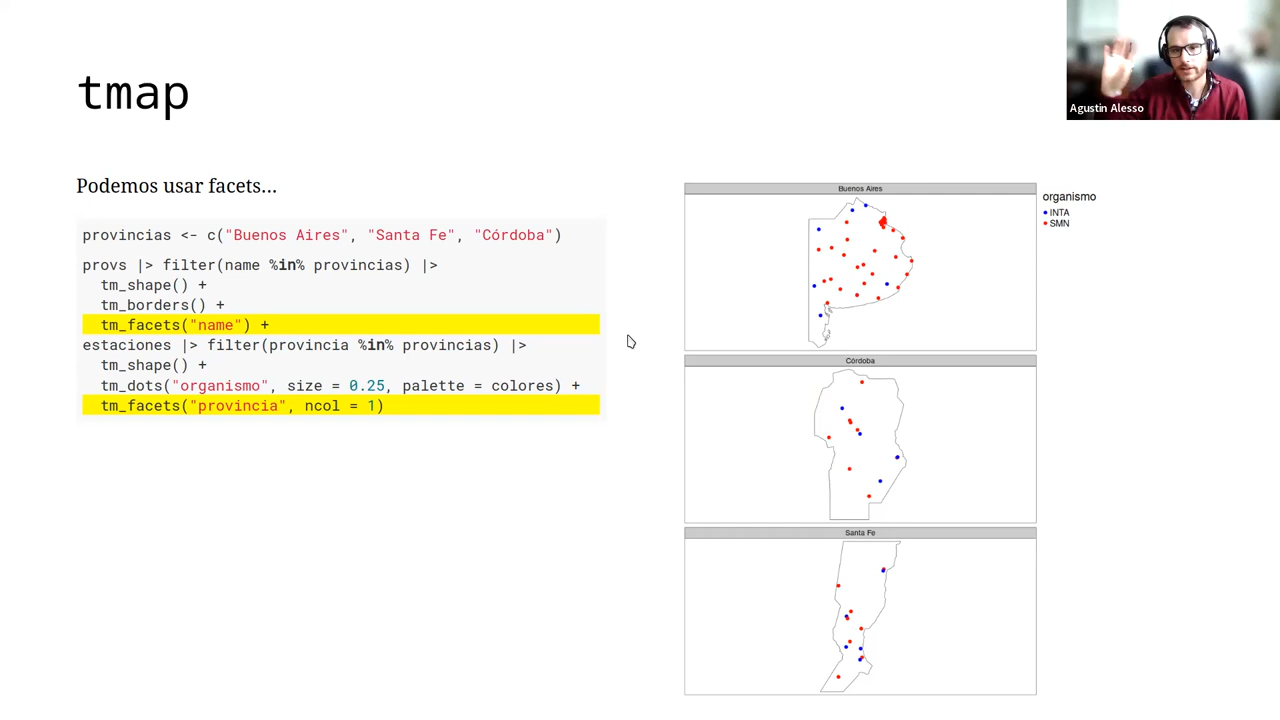 tmap
Agustin Alesso
Podemos usar facets...
provincias <- c("Buenos Aires", "Santa Fe", "Córdoba")
provs |> filter(name %in% provincias) |>
tm_shape() +
tm_borders() +
tm_facets("name") +
estaciones |> filter(provincia %in% provincias) |>
tm_shape() +
tm_dots("organismo", size = 0.25, palette = colores) +
tm_facets("provincia", ncol = 1)
Buenos Aires
organismo
INTA
SMN
Córdoba
Santa Fe